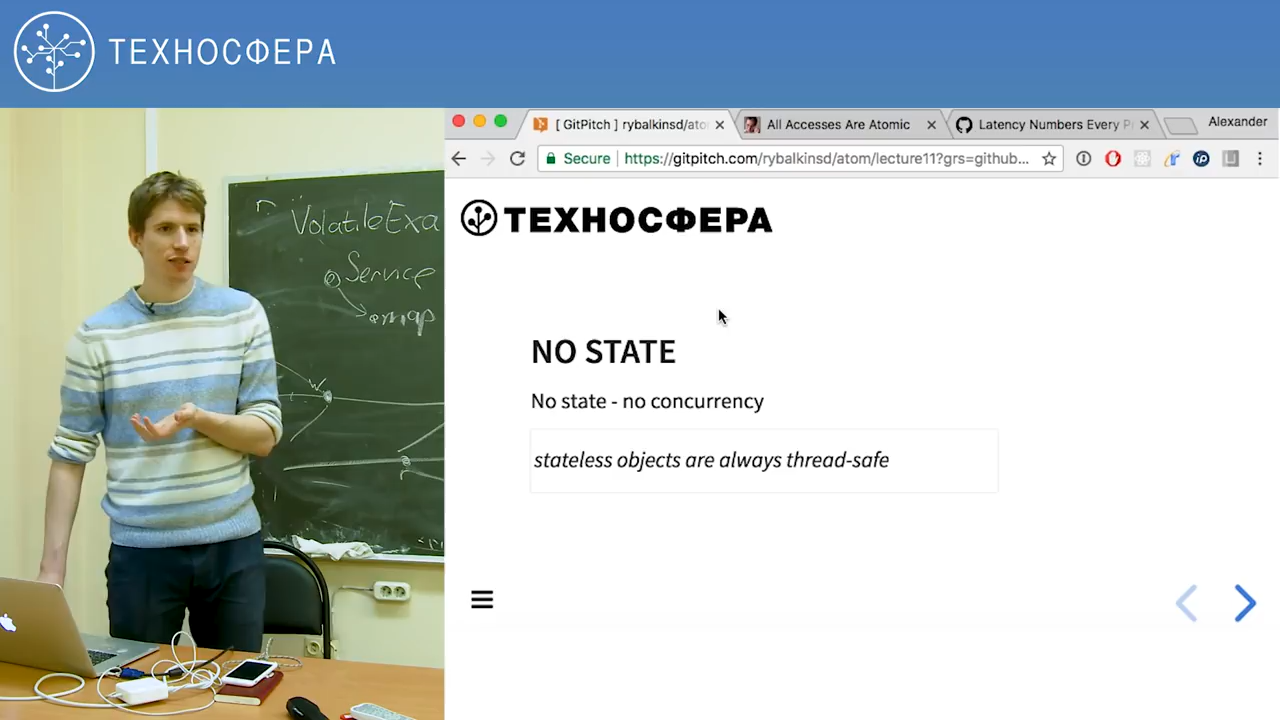 ТЕХНОСФЕРА
VolatileExa
Service
[ GitPitch ] rybalkinsd/ato
All Accesses Are Atomic
Latency Numbers Every P
Alexander
Secure
https://gitpitch.com/rybalkinsd/atom/lecture11?grs=github...
ТЕХНОСФЕРА
NO STATE
No state - no concurrency
stateless objects are always thread-safe